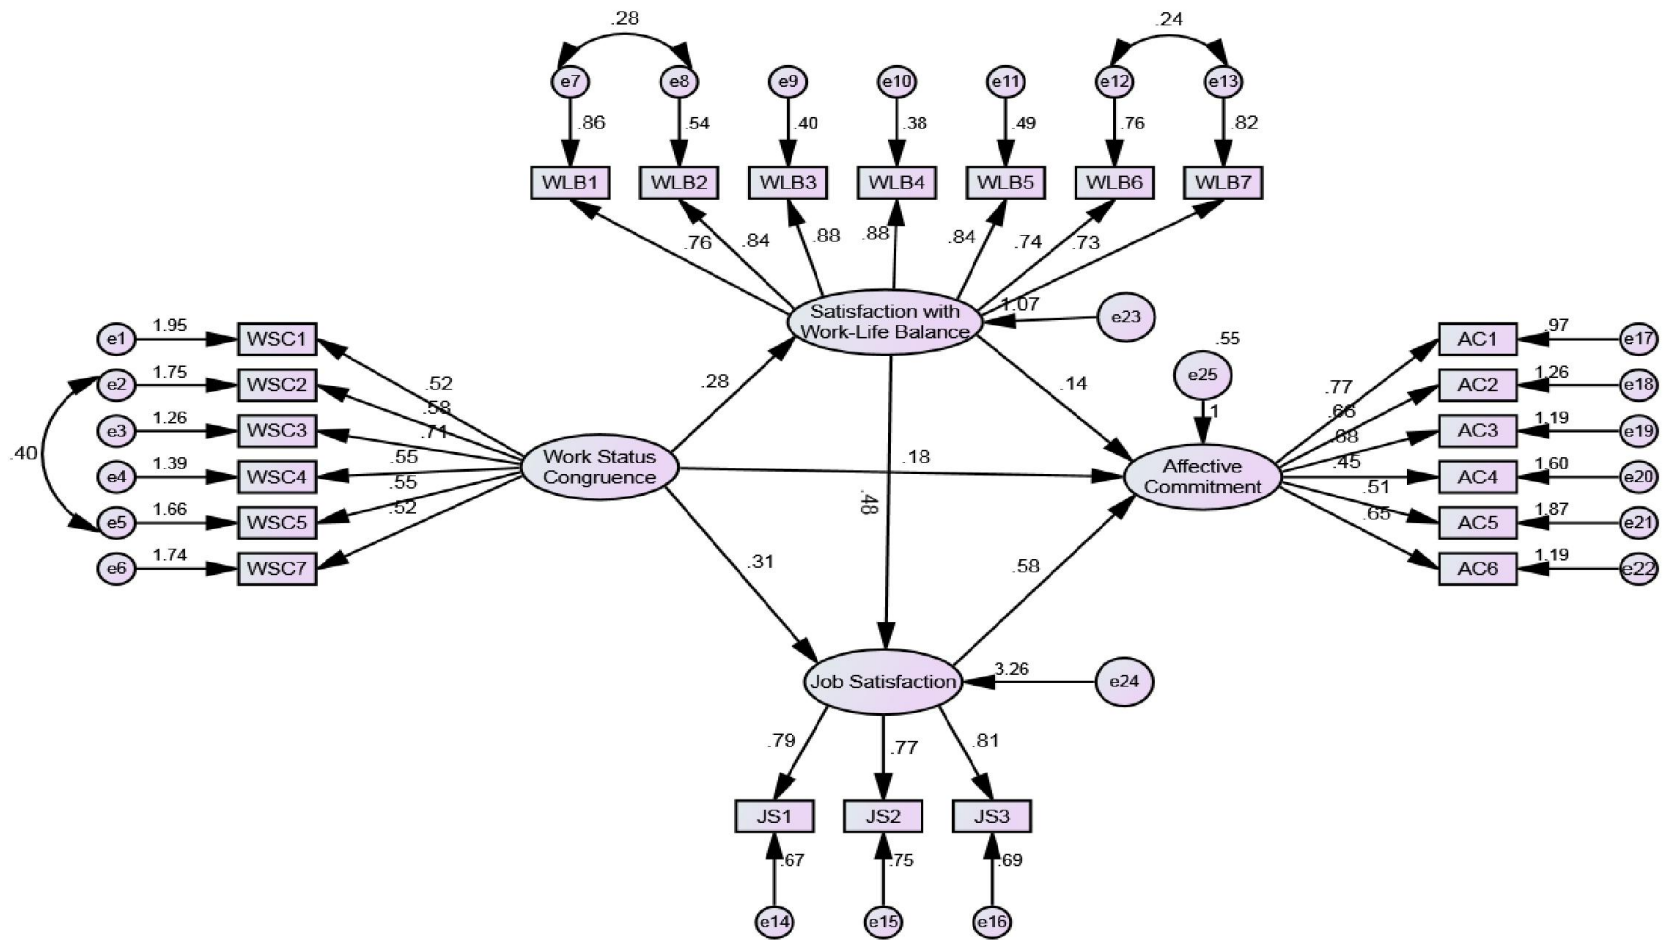 .28
.24
e7
e8
e9
e10
e11
e12
e13
.86
.54
.40
.38
.49
.76
.82
WLB1
WLB2
WLB3
WLB4
WLB5
WLB6
WLB7
.76
.84
.88
.88
.84
.74
.73
Satisfaction with
Work-Life Balance
1.07
e23
e1
1.95
WSC1
e2
1.75
WSC2
e3
1.26
WSC3
e4
1.39
WSC4
e5
1.66
WSC5
e6
1.74
WSC7
.40
.52
.58
.71
.55
.55
.52
Work Status
Congruence
.28
.18
.31
.48
.14
.58
.55
e25
1
Affective
Commitment
.77
.66
.68
.45
.51
.65
AC1
.97
e17
AC2
1.26
e18
AC3
1.19
e19
AC4
1.60
e20
AC5
1.87
e21
AC6
1.19
e22
Job Satisfaction
3.26
e24
.79
.77
.81
JS1
JS2
JS3
.67
.75
.69
e14
e15
e16